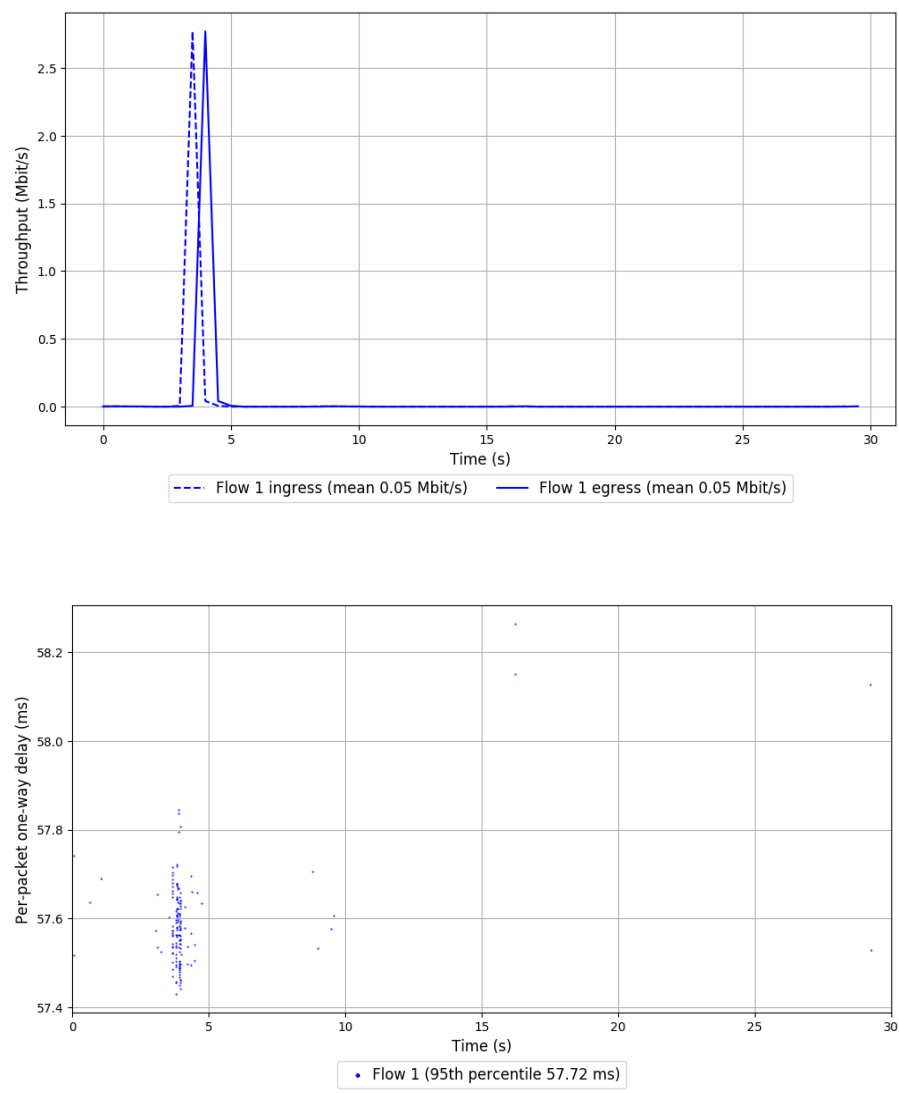 Throughput (Mbit/s)
2.5
2.0
1.5
1.0
0.5
0.0
0 5 10 15 20 25 30
Time (s)
Flow 1 ingress (mean 0.05 Mbit/s) Flow 1 egress (mean 0.05 Mbit/s)
Per-packet one-way delay (ms)
58.2
58.0
57.8
57.6
57.4
0 5 10 15 20 25 30
Time (s)
Flow 1 (95th percentile 57.72 ms)